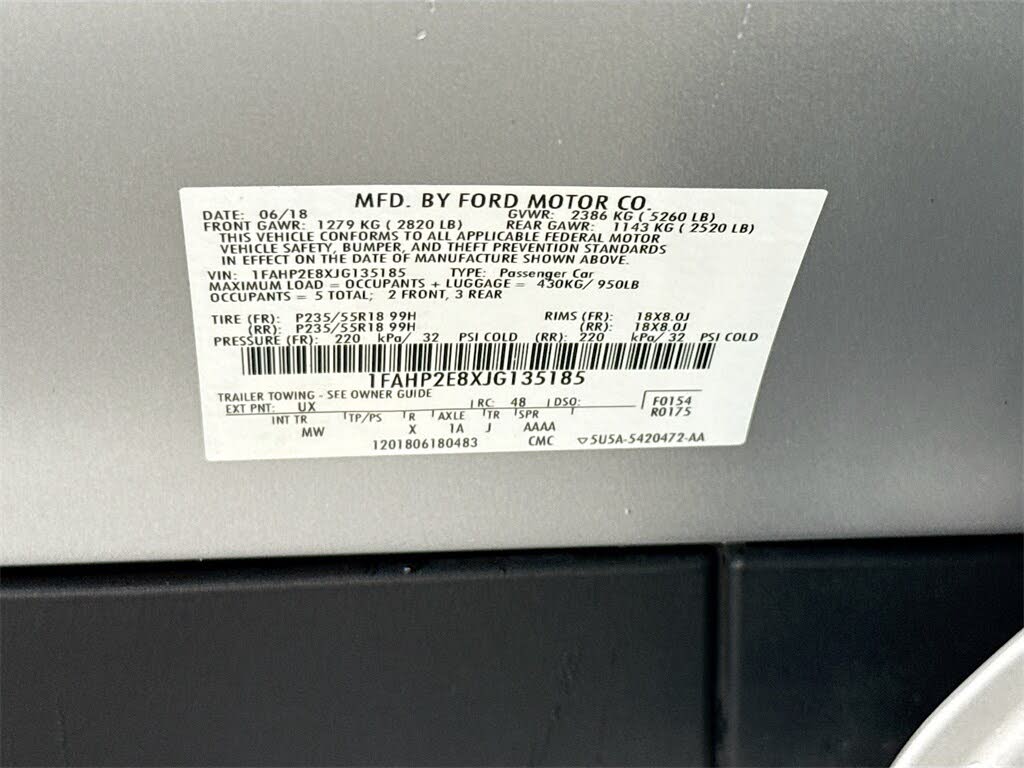 MFD. BY FORD MOTOR CO.
DATE: 06/18 GVWR: 2386 KG ( 5260 LB)
FRONT GAWR: 1279 KG ( 2820 LB) REAR GAWR: 1143 KG ( 2520 LB)
THIS VEHICLE CONFORMS TO ALL APPLICABLE FEDERAL MOTOR
VEHICLE SAFETY, BUMPER, AND THEFT PREVENTION STANDARDS
IN EFFECT ON THE DATE OF MANUFACTURE SHOWN ABOVE.
VIN: 1FAHP2E8XJG135185 TYPE: Passenger Car
MAXIMUM LOAD = OCCUPANTS + LUGGAGE = 430KG/ 950LB
OCCUPANTS = 5 TOTAL; 2 FRONT, 3 REAR
TIRE (FR): P235/55R18 99H RIMS (FR): 18X8.0J
(RR): P235/55R18 99H (RR): 18X8.0J
PRESSURE (FR): 220 kPa/ 32 PSI COLD (RR): 220 kPa/ 32 PSI COLD
1FAHP2E8XJG135185
TRAILER TOWING - SEE OWNER GUIDE
EXT PNT: UX RC: 48 DSO: F0154
INT TR TP/PS R AXLE TR SPR R0175
MW X 1A J AAAA
1201806180483 CMC ▽5U5A-5420472-AA